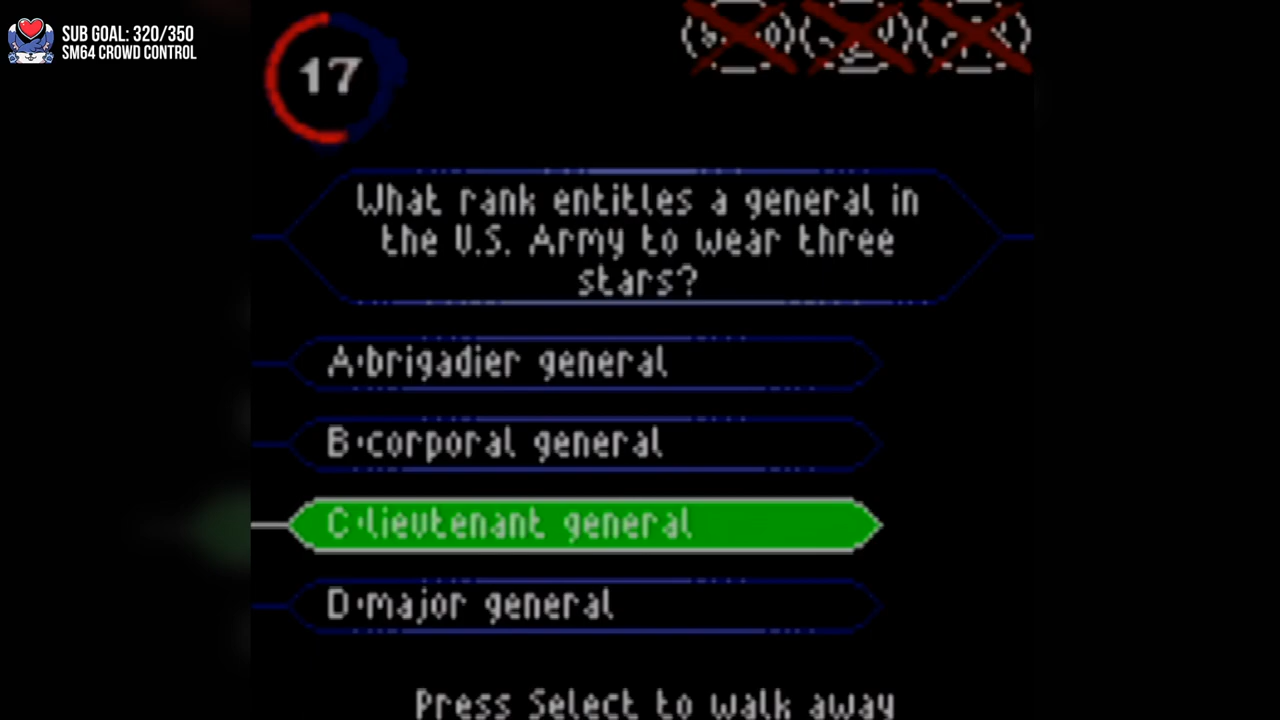 SUB GOAL: 320/350
SM64 CROWD CONTROL
17
What rank entitles a general in
the U.S. Army to wear three
stars?
A·brigadier general
B·corporal general
C·lieutenant general
D·major general
Press Select to walk away